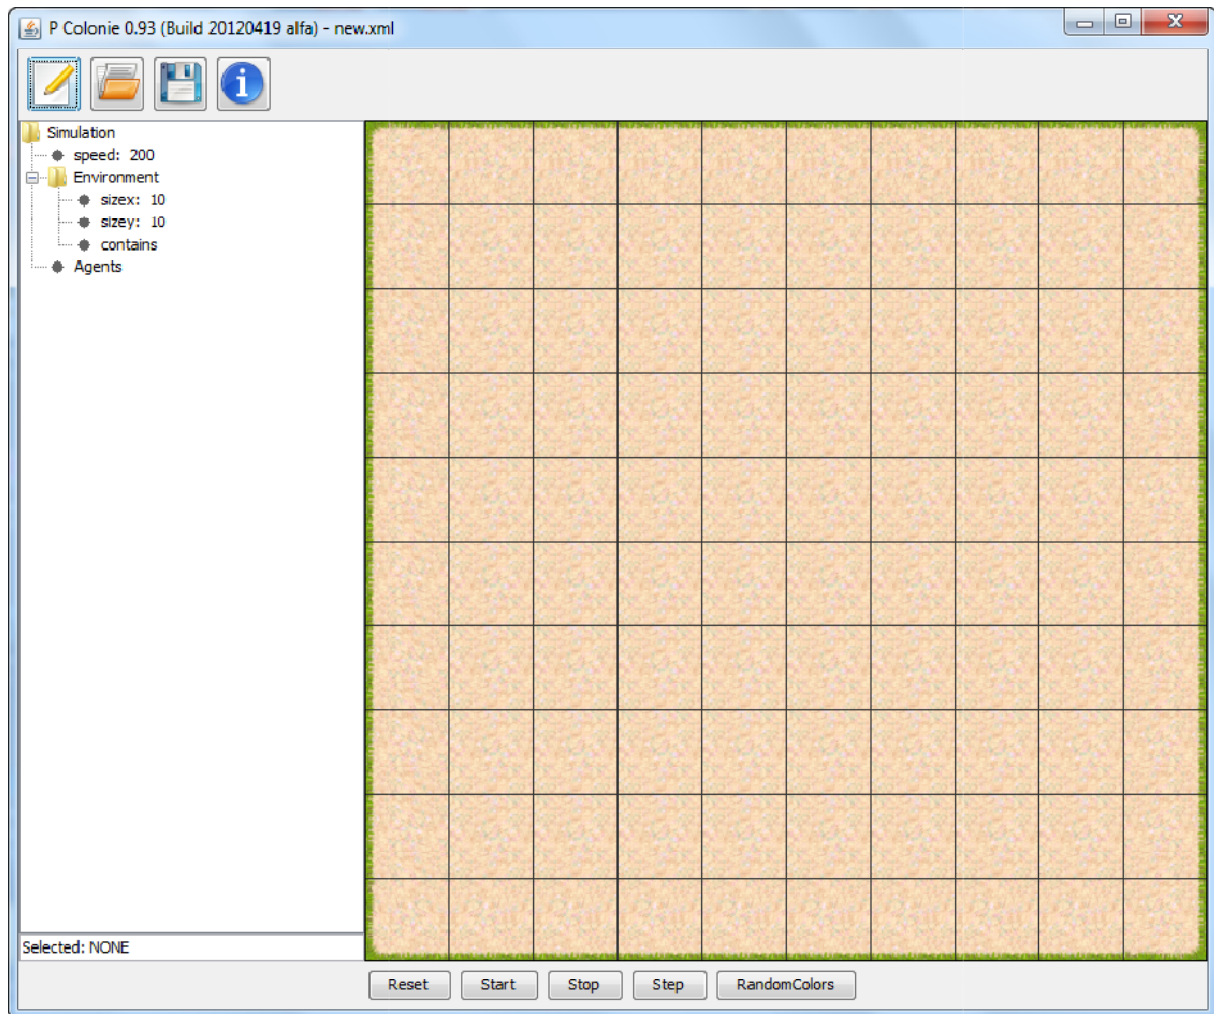 P Colonie 0.93 (Build 20120419 alfa) - new.xml
Simulation
speed: 200
Environment
sizex: 10
sizey: 10
contains
Agents
Selected: NONE
Reset Start Stop Step RandomColors